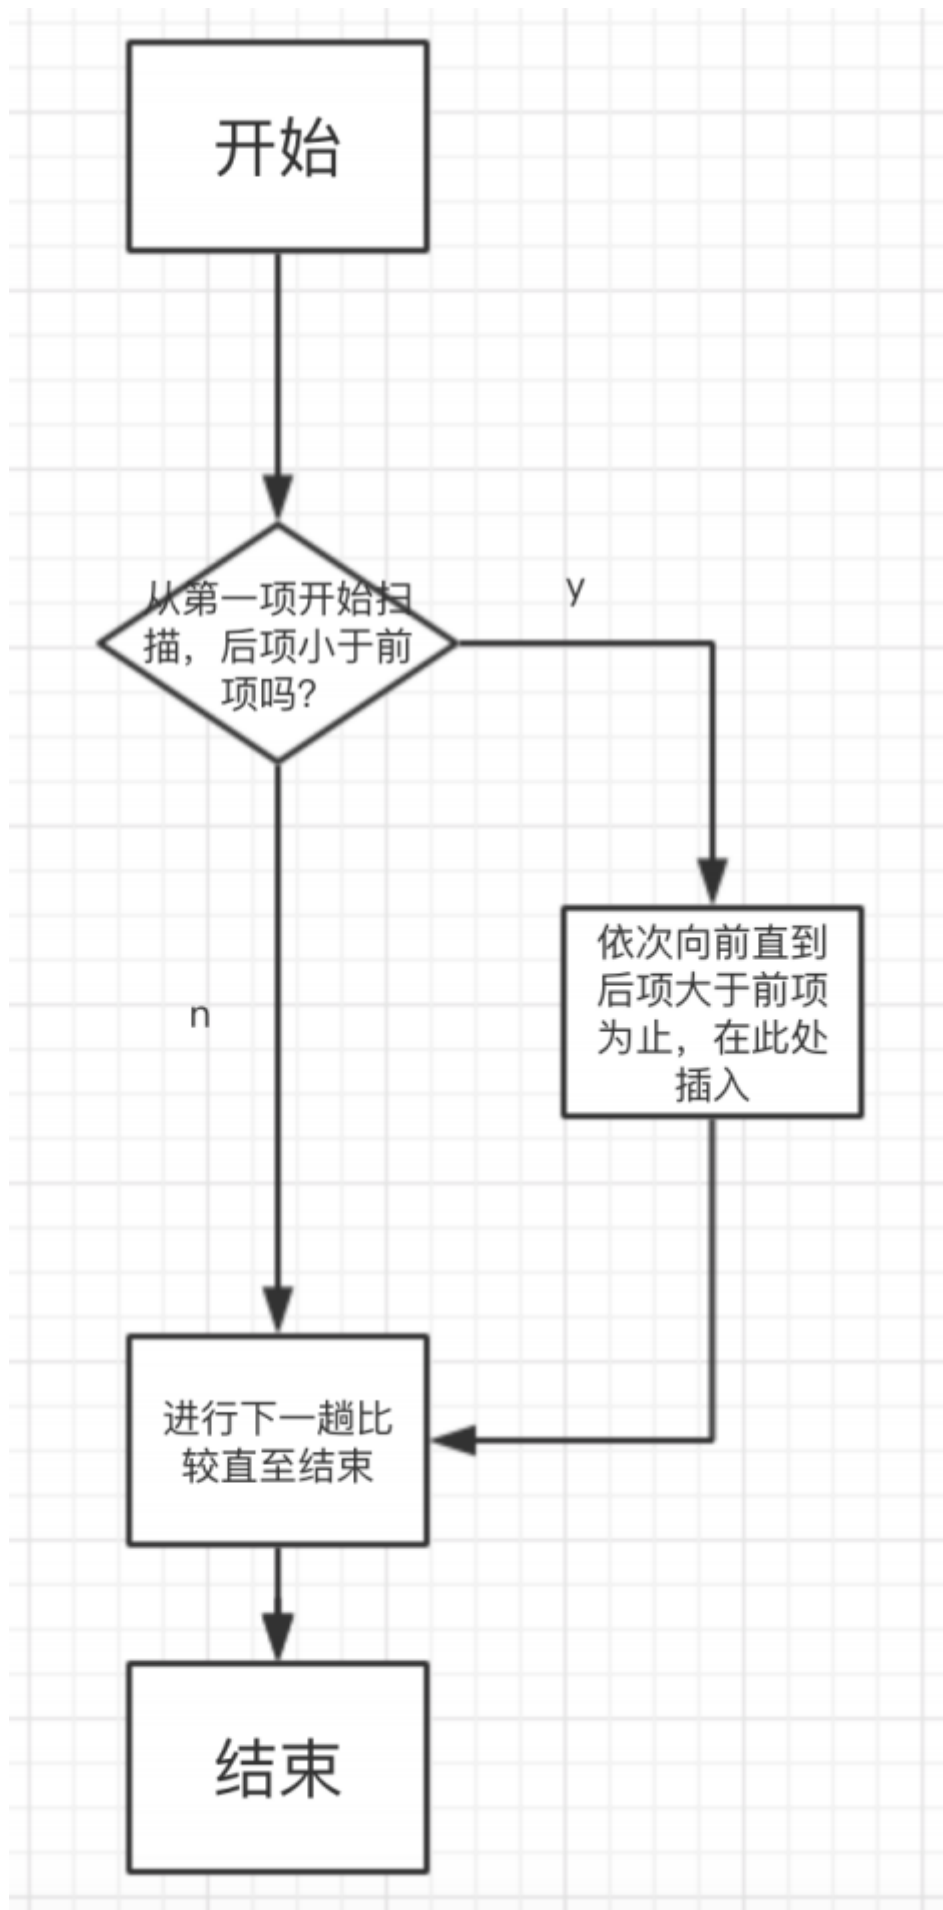 开始
从第一项开始扫
描，后项小于前
项吗?
y
依次向前直到
后项大于前项
为止，在此处
插入
n
进行下一趟比
较直至结束
结束